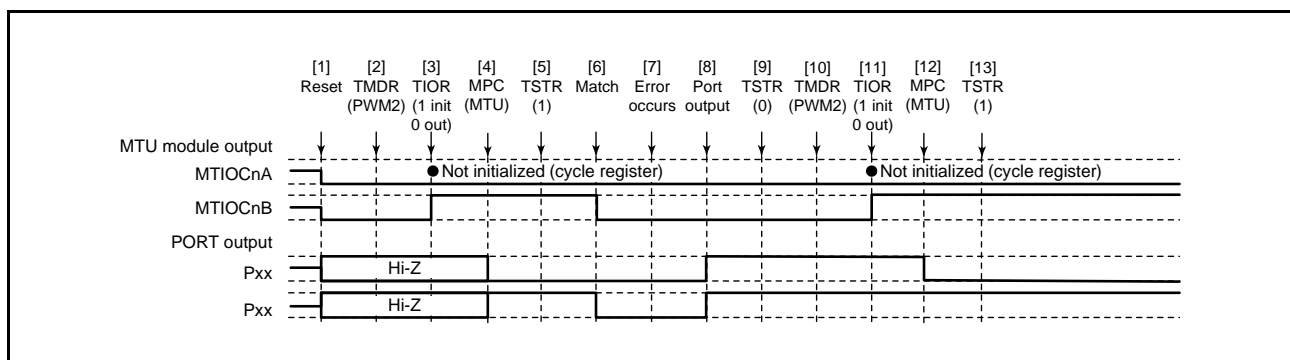 [1] [2] [3] [4] [5] [6] [7] [8] [9] [10] [11] [12] [13]
Reset TMDR TIOR MPC TSTR Match Error Port TSTR TMDR TIOR MPC TSTR
(PWM2) (1 init (MTU) (1) occurs output (0) (PWM2) (1 init (MTU) (1)
0 out) 0 out)
MTU module output
MTIOCnA Not initialized (cycle register) Not initialized (cycle register)
MTIOCnB
PORT output
Pxx Hi-Z
Pxx Hi-Z